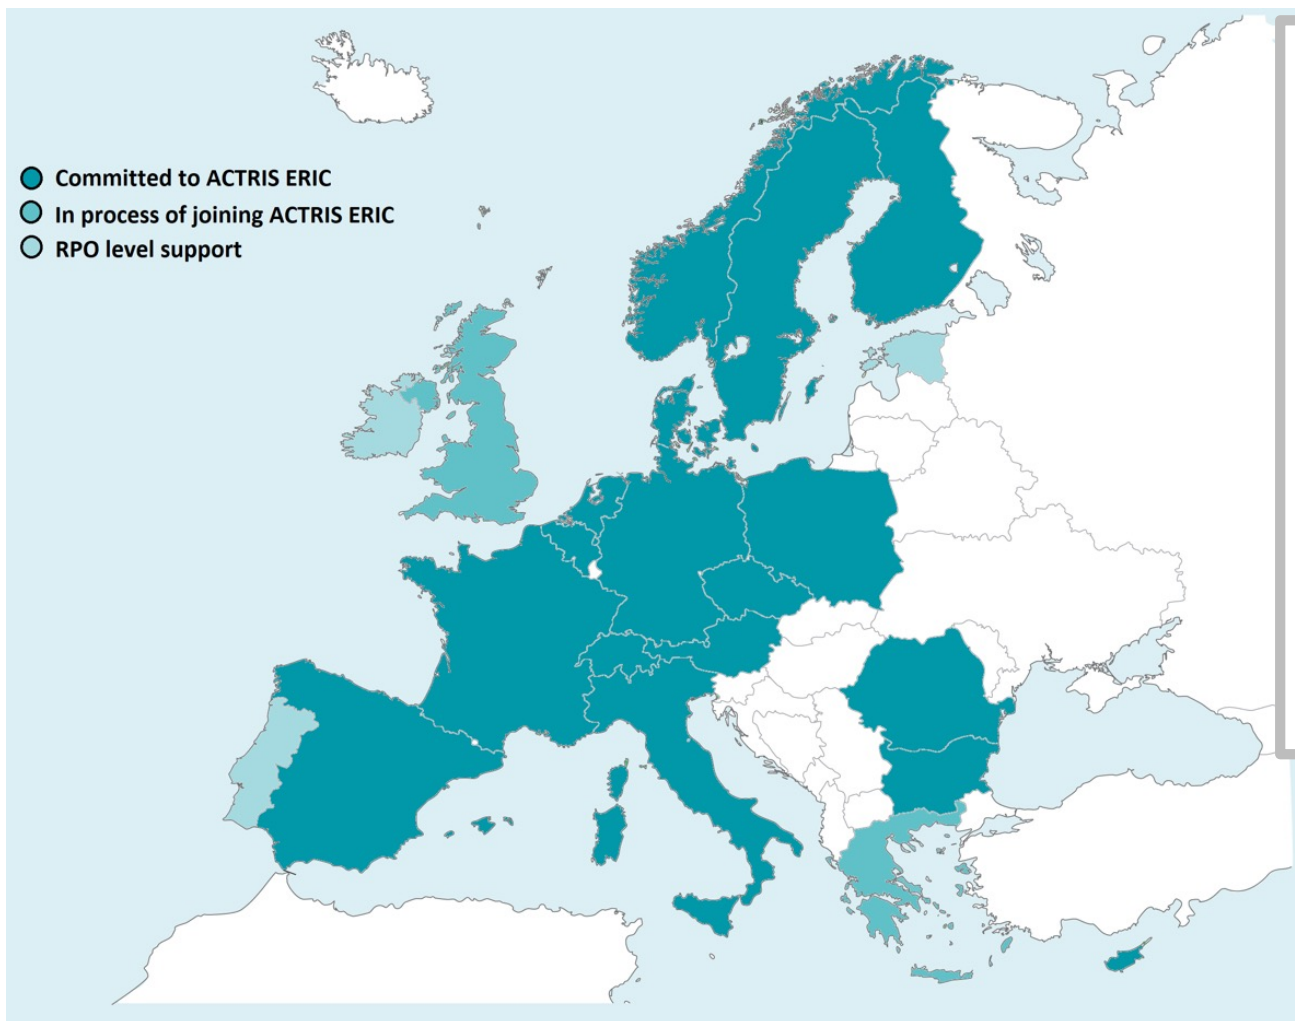 Committed to ACTRIS ERIC
In process of joining ACTRIS ERIC
RPO level support